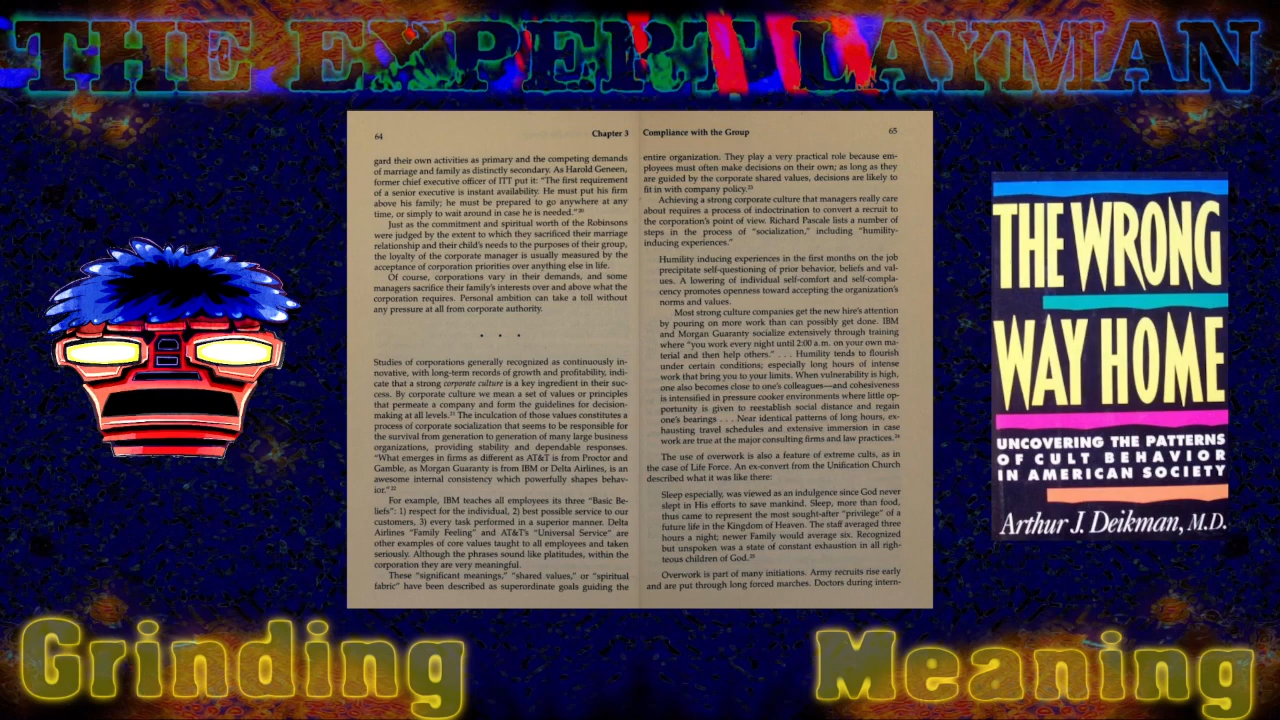 THE EXPERT LAYMAN
64
Chapter 3
gard their own activities as primary and the competing demands
of marriage and family as distinctly secondary. As Harold Geneen,
former chief executive officer of ITT put it: "The first requirement
of a senior executive is instant availability. He must put his firm
above his family; he must be prepared to go anywhere at any
time, or simply to wait around in case he is needed."20
Just as the commitment and spiritual worth of the Robinsons
were judged by the extent to which they sacrificed their marriage
relationship and their child's needs to the purposes of their group,
the loyalty of the corporate manager is usually measured by the
acceptance of corporation priorities over anything else in life.
Of course, corporations vary in their demands, and some
managers sacrifice their family's interests over and above what the
corporation requires. Personal ambition can take a toll without
any pressure at all from corporate authority.
. . .
Studies of corporations generally recognized as continuously in-
novative, with long-term records of growth and profitability, indi-
cate that a strong corporate culture is a key ingredient in their suc-
cess. By corporate culture we mean a set of values or principles
that permeate a company and form the guidelines for decision-
making at all levels.21 The inculcation of those values constitutes a
process of corporate socialization that seems to be responsible for
the survival from generation to generation of many large business
organizations, providing stability and dependable responses.
"What emerges in firms as different as AT&T is from Proctor and
Gamble, as Morgan Guaranty is from IBM or Delta Airlines, is an
awesome internal consistency which powerfully shapes behav-
ior."22
For example, IBM teaches all employees its three "Basic Be-
liefs": 1) respect for the individual, 2) best possible service to our
customers, 3) every task performed in a superior manner. Delta
Airlines "Family Feeling" and AT&T's "Universal Service" are
other examples of core values taught to all employees and taken
seriously. Although the phrases sound like platitudes, within the
corporation they are very meaningful.
These "significant meanings," "shared values," or "spiritual
fabric" have been described as superordinate goals guiding the
Compliance with the Group
65
entire organization. They play a very practical role because em-
ployees must often make decisions on their own; as long as they
are guided by the corporate shared values, decisions are likely to
fit in with company policy.23
Achieving a strong corporate culture that managers really care
about requires a process of indoctrination to convert a recruit to
the corporation's point of view. Richard Pascale lists a number of
steps in the process of "socialization," including "humility-
inducing experiences."
Humility inducing experiences in the first months on the job
precipitate self-questioning of prior behavior, beliefs and val-
ues. A lowering of individual self-comfort and self-compla-
cency promotes openness toward accepting the organization's
norms and values.
Most strong culture companies get the new hire's attention
by pouring on more work than can possibly get done. IBM
and Morgan Guaranty socialize extensively through training
where "you work every night until 2:00 a.m. on your own ma-
terial and then help others." . . . Humility tends to flourish
under certain conditions; especially long hours of intense
work that bring you to your limits. When vulnerability is high,
one also becomes close to one's colleagues—and cohesiveness
is intensified in pressure cooker environments where little op-
portunity is given to reestablish social distance and regain
one's bearings . . . Near identical patterns of long hours, ex-
hausting travel schedules and extensive immersion in case
work are true at the major consulting firms and law practices.24
The use of overwork is also a feature of extreme cults, as in
the case of Life Force. An ex-convert from the Unification Church
described what it was like there:
Sleep especially, was viewed as an indulgence since God never
slept in His efforts to save mankind. Sleep, more than food,
thus came to represent the most sought-after "privilege" of a
future life in the Kingdom of Heaven. The staff averaged three
hours a night; newer Family would average six. Recognized
but unspoken was a state of constant exhaustion in all righ-
teous children of God.25
Overwork is part of many initiations. Army recruits rise early
and are put through long forced marches. Doctors during intern-
THE WRONG
WAY HOME
UNCOVERING THE PATTERNS
OF CULT BEHAVIOR
IN AMERICAN SOCIETY
Arthur J. Deikman, M.D.
Grinding
Meaning